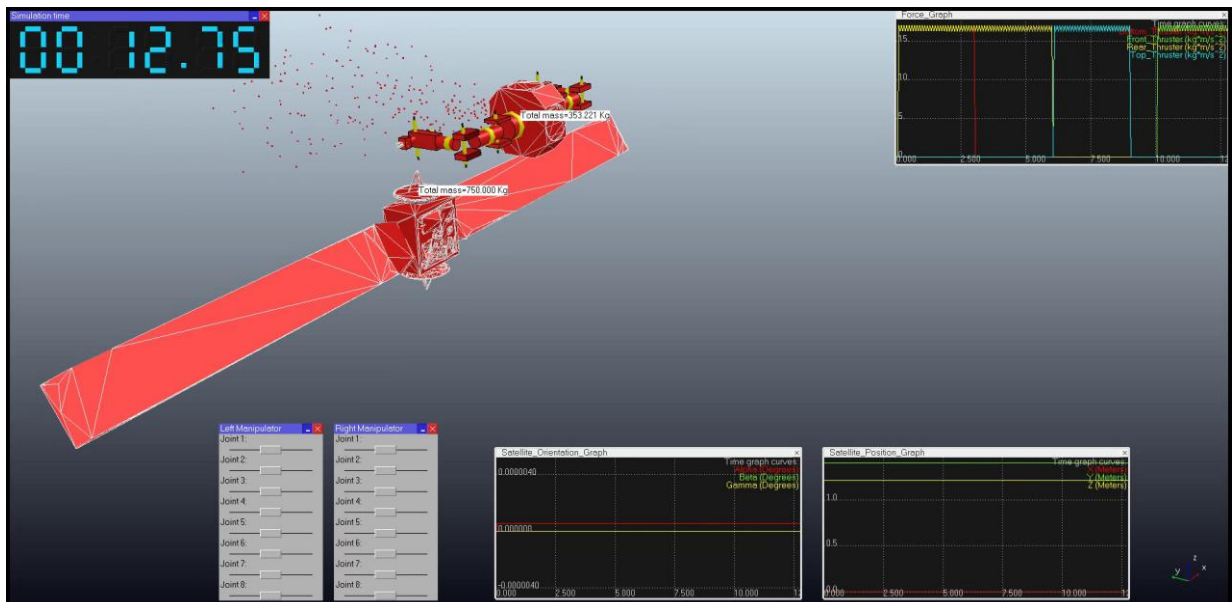 Simulation time
00 12.75
Total mass=353.221 Kg
Total mass=750.000 Kg
Force_Graph
Time graph curves
Front_Thruster (kg*m/s^2)
Rear_Thruster (kg*m/s^2)
Top_Thruster (kg*m/s^2)
15
10
5
0
0.000 2.500 5.000 7.500 10.000 12
Left Manipulator
Joint 1:
Joint 2:
Joint 3:
Joint 4:
Joint 5:
Joint 6:
Joint 7:
Joint 8:
Right Manipulator
Joint 1:
Joint 2:
Joint 3:
Joint 4:
Joint 5:
Joint 6:
Joint 7:
Joint 8:
Satellite_Orientation_Graph
Time graph curves
Alpha (Degrees)
Beta (Degrees)
Gamma (Degrees)
0.0000040
0.000000
-0.0000040
0.000 2.500 5.000 7.500 10.000 12
Satellite_Position_Graph
Time graph curves
X (Meters)
Y (Meters)
Z (Meters)
1.0
0.5
0.000 2.500 5.000 7.500 10.000 12
z
y
x